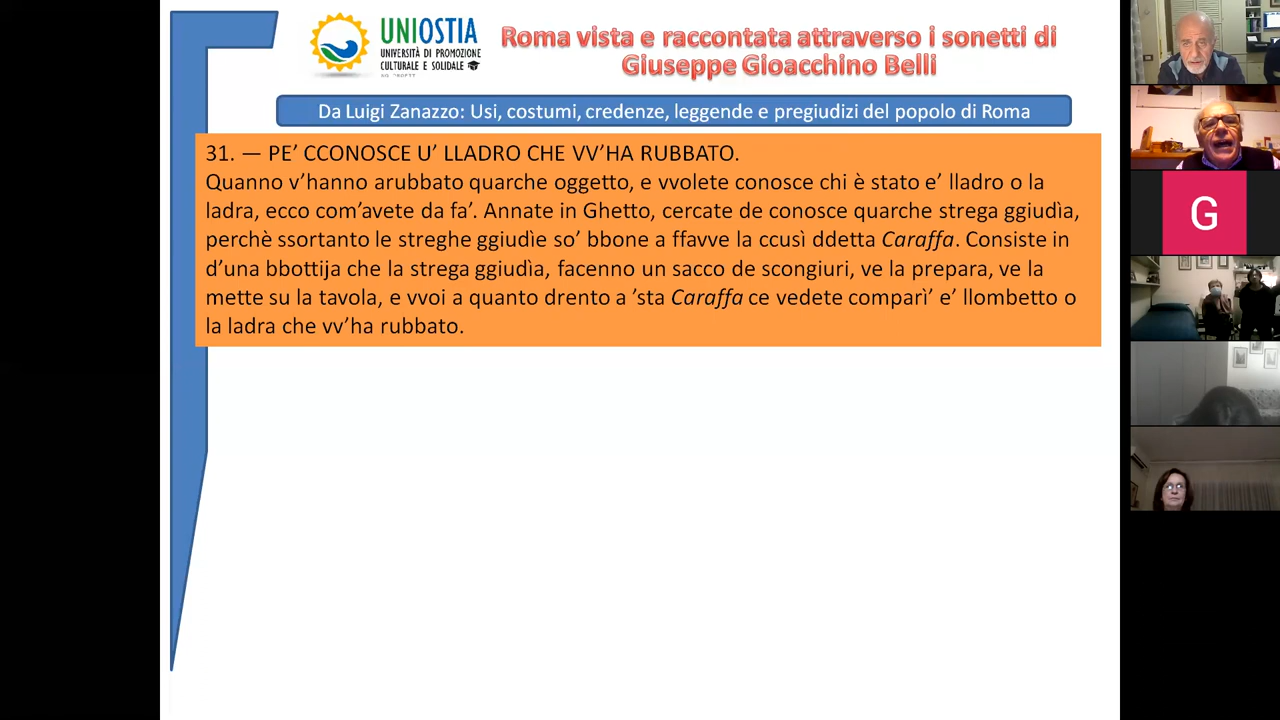 UNIOSTIA
UNIVERSITÀ DI PROMOZIONE
CULTURALE E SOLIDALE
Roma vista e raccontata attraverso i sonetti di
Giuseppe Gioacchino Belli
Da Luigi Zanazzo: Usi, costumi, credenze, leggende e pregiudizi del popolo di Roma
31. — PE’ CCONOSCE U’ LLADRO CHE VV’HA RUBBATO.
Quanno v’hanno arubbato quarche oggetto, e vvolete conosce chi è stato e’ lladro o la
ladra, ecco com’avete da fa’. Annate in Ghetto, cercate de conosce quarche strega ggiudìa,
perchè ssortanto le streghe ggiudìe so’ bbone a ffavve la ccusì ddetta Caraffa. Consiste in
d’una bbottija che la strega ggiudìa, facenno un sacco de scongiuri, ve la prepara, ve la
mette su la tavola, e vvoi a quanto drento a ’sta Caraffa ce vedete comparì’ e’ llombetto o
la ladra che vv’ha rubbato.
G